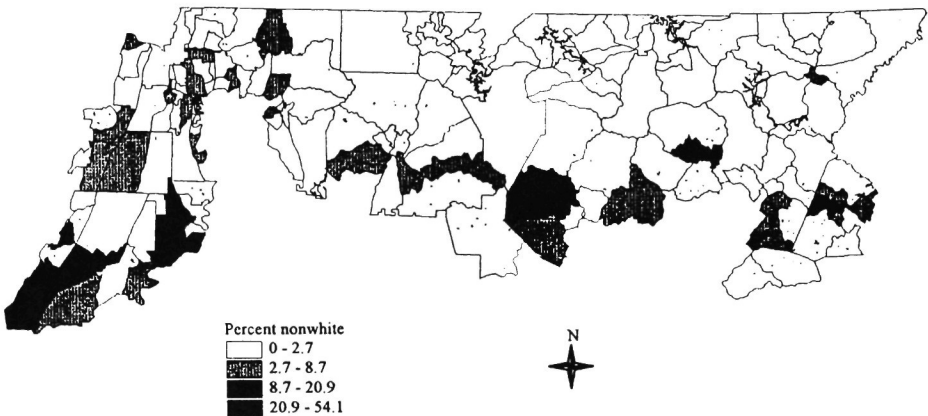 Percent nonwhite
0 - 2.7
2.7 - 8.7
8.7 - 20.9
20.9 - 54.1
N